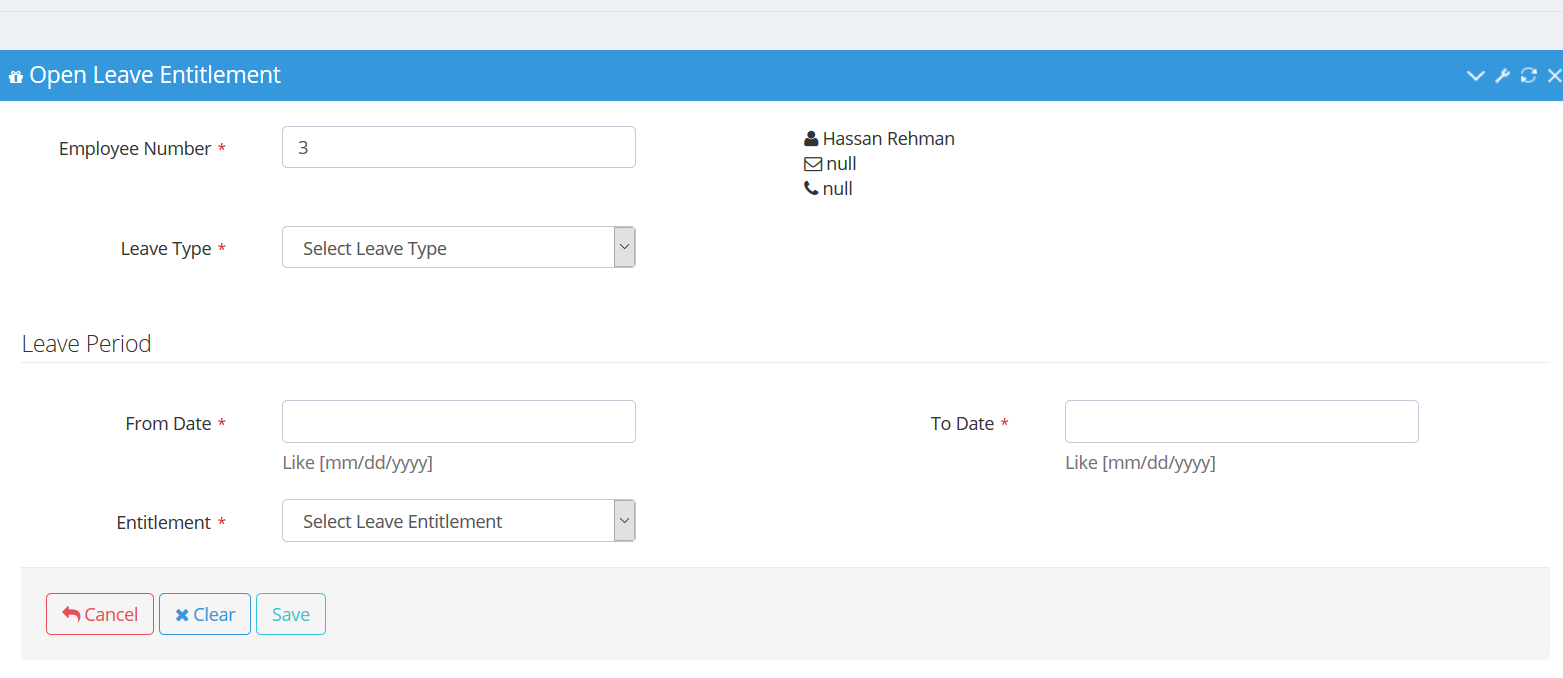 Open Leave Entitlement
Employee Number * 3
Hassan Rehman
null
null
Leave Type * Select Leave Type
Leave Period
From Date * To Date *
Like [mm/dd/yyyy] Like [mm/dd/yyyy]
Entitlement * Select Leave Entitlement
Cancel Clear Save